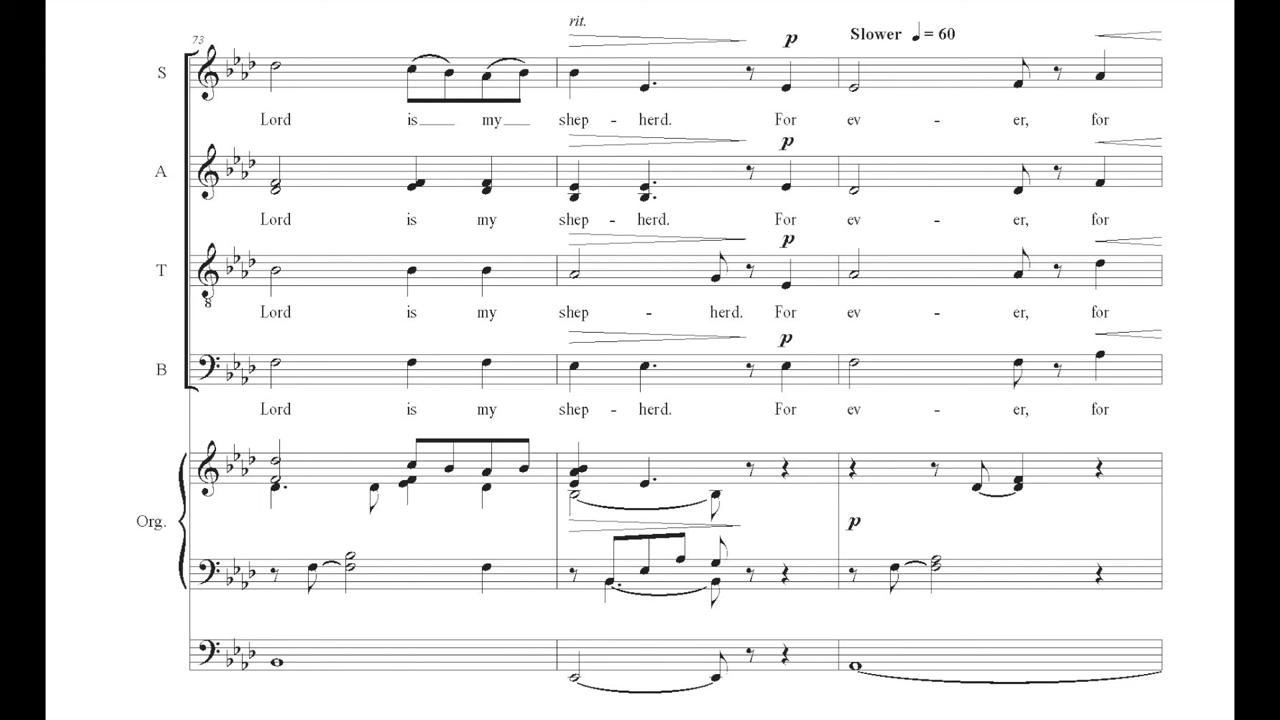 rit.
73
p
Slower ♩ = 60
S
Lord is my shep - herd. For ev - er, for
p
A
Lord is my shep - herd. For ev - er, for
p
T
8
Lord is my shep - herd. For ev - er, for
p
B
Lord is my shep - herd. For ev - er, for
Org.
p